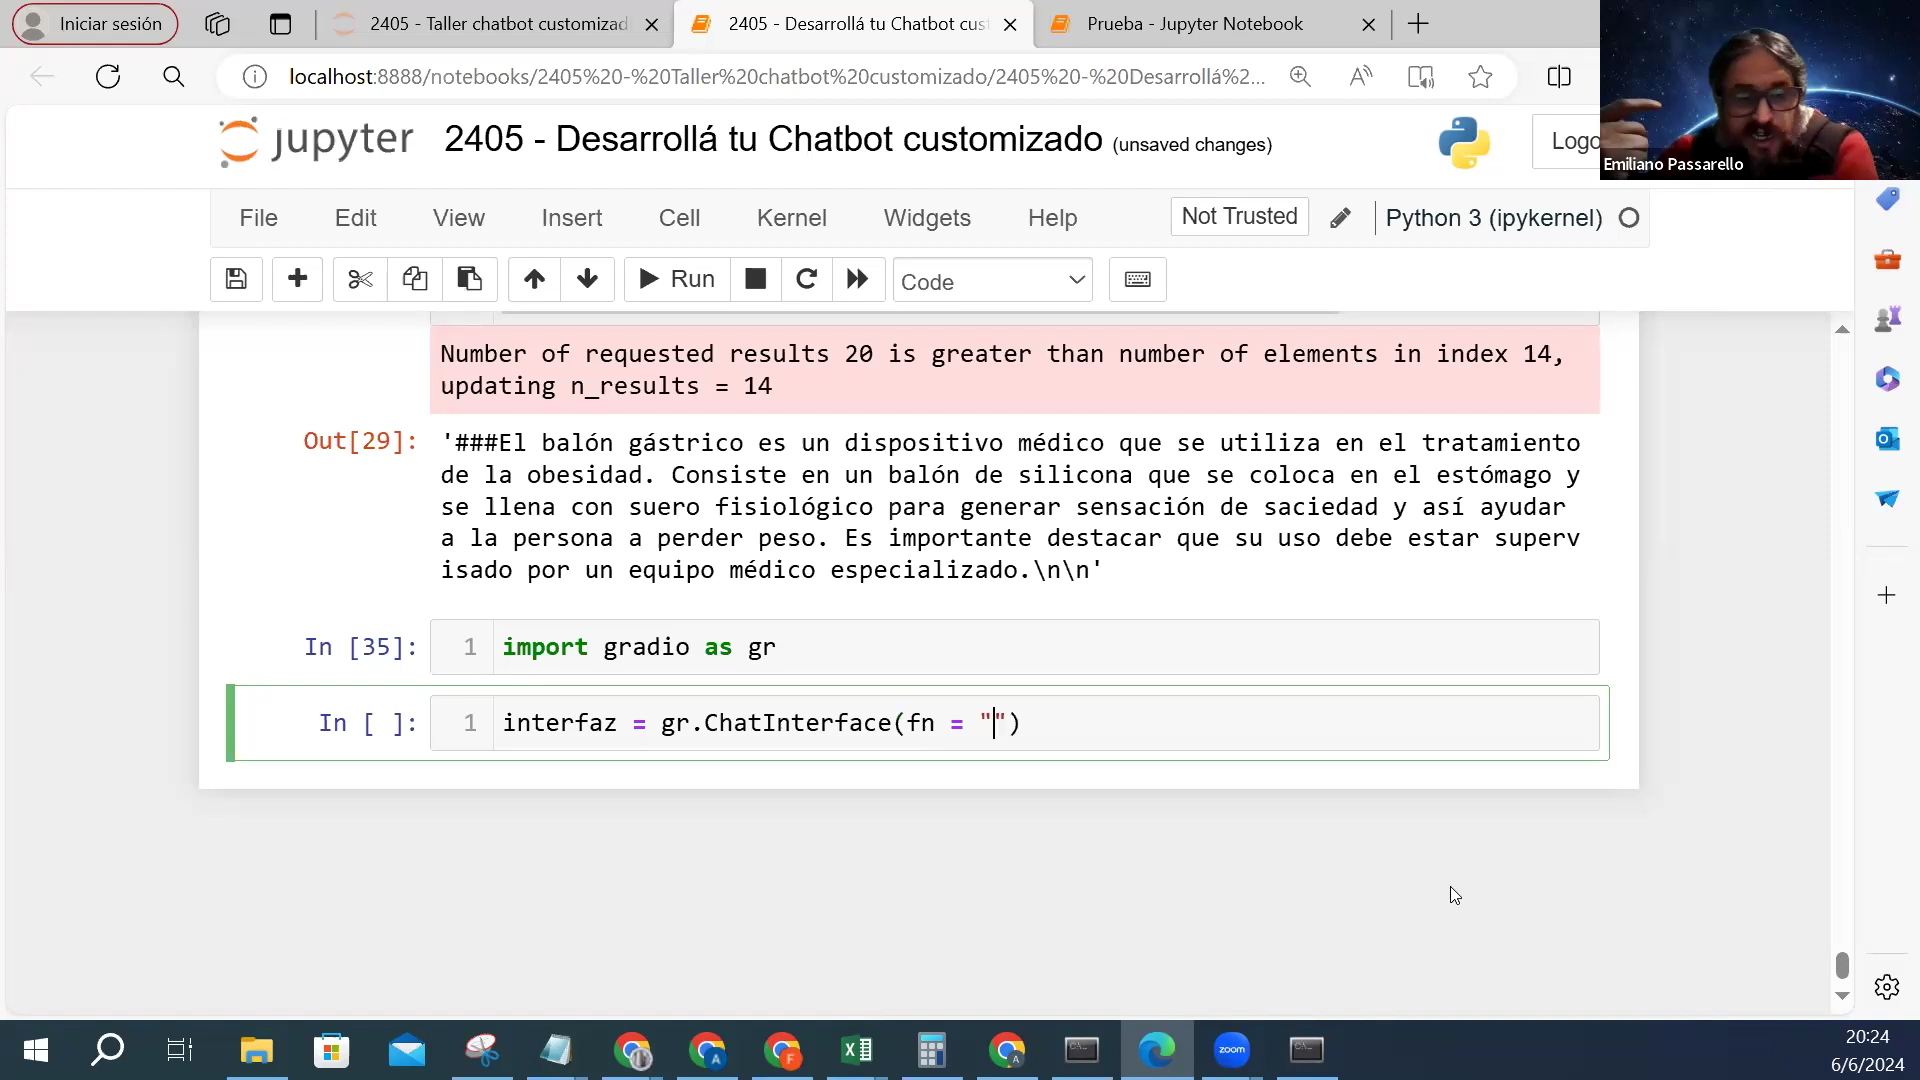 Iniciar sesión
2405 - Taller chatbot customizad
2405 - Desarrollá tu Chatbot cus
Prueba - Jupyter Notebook
localhost:8888/notebooks/2405%20-%20Taller%20chatbot%20customizado/2405%20-%20Desarrollá%2...
jupyter
2405 - Desarrollá tu Chatbot customizado (unsaved changes)
Logo
Emiliano Passarello
File Edit View Insert Cell Kernel Widgets Help
Not Trusted
Python 3 (ipykernel)
Run
Code
Number of requested results 20 is greater than number of elements in index 14,
updating n_results = 14
Out[29]: '###El balón gástrico es un dispositivo médico que se utiliza en el tratamiento
de la obesidad. Consiste en un balón de silicona que se coloca en el estómago y
se llena con suero fisiológico para generar sensación de saciedad y así ayudar
a la persona a perder peso. Es importante destacar que su uso debe estar superv
isado por un equipo médico especializado.\n\n'
In [35]: 1 import gradio as gr
In [ ]: 1 interfaz = gr.ChatInterface(fn = "")
zoom
20:24
6/6/2024